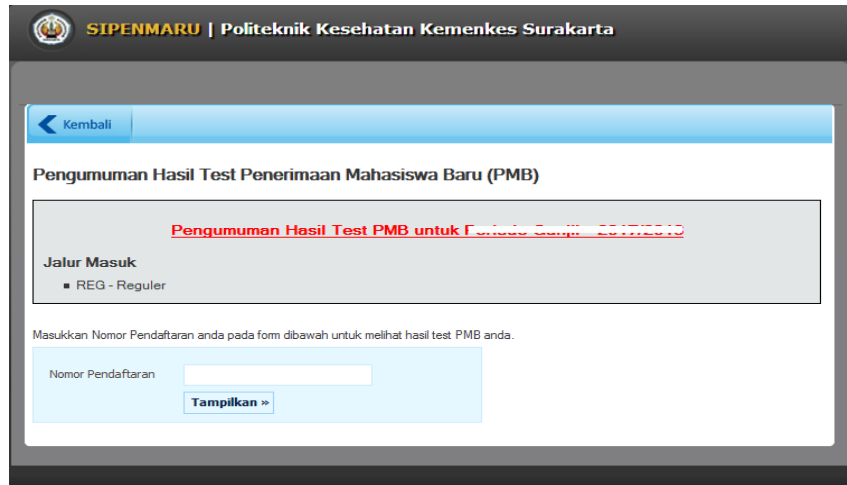 SIPENMARU | Politeknik Kesehatan Kemenkes Surakarta
Kembali
Pengumuman Hasil Test Penerimaan Mahasiswa Baru (PMB)
Pengumuman Hasil Test PMB untuk
Jalur Masuk
REG - Reguler
Masukkan Nomor Pendaftaran anda pada form dibawah untuk melihat hasil test PMB anda.
Nomor Pendaftaran
Tampilkan »